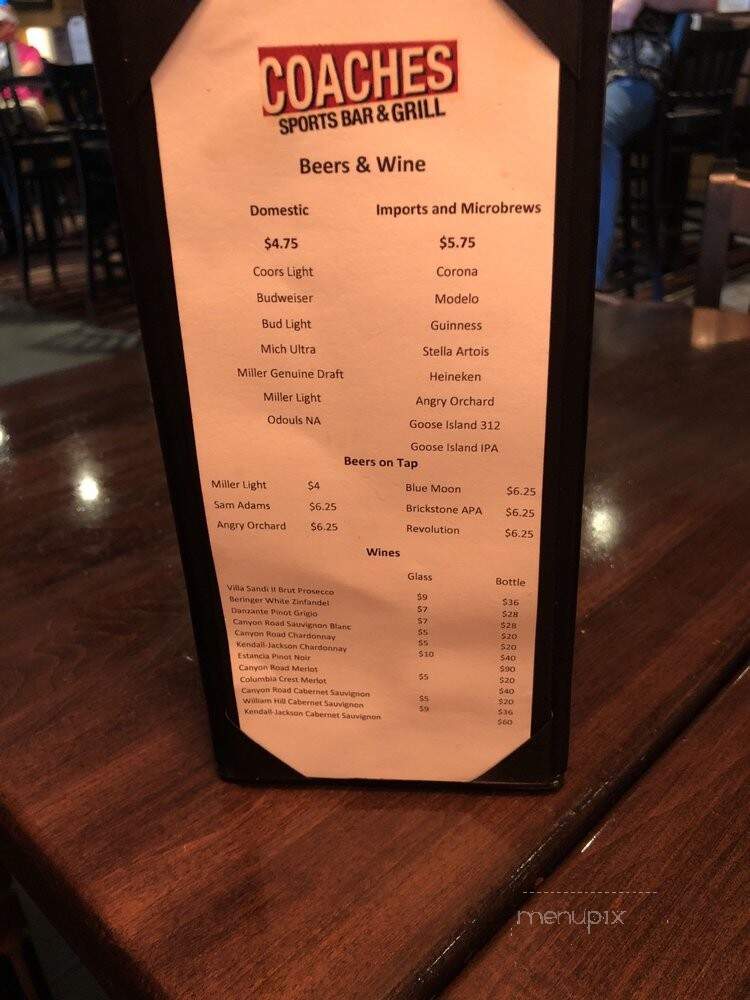 COACHES
SPORTS BAR & GRILL
Beers & Wine
Domestic Imports and Microbrews
$4.75 $5.75
Coors Light Corona
Budweiser Modelo
Bud Light Guinness
Mich Ultra Stella Artois
Miller Genuine Draft Heineken
Miller Light Angry Orchard
Odouls NA Goose Island 312
Goose Island IPA
Beers on Tap
Miller Light $4 Blue Moon $6.25
Sam Adams $6.25 Brickstone APA $6.25
Angry Orchard $6.25 Revolution $6.25
Wines
Glass Bottle
Villa Sandi Il Brut Prosecco $9 $36
Beringer White Zinfandel $7 $28
Danzante Pinot Grigio $7 $28
Canyon Road Sauvignon Blanc $5 $20
Canyon Road Chardonnay $5 $20
Kendall-Jackson Chardonnay $10 $40
Estancia Pinot Noir $90
Canyon Road Merlot $5 $20
Columbia Crest Merlot $40
Canyon Road Cabernet Sauvignon $5 $20
William Hill Cabernet Sauvignon $9 $36
Kendall-Jackson Cabernet Sauvignon $60
menupix